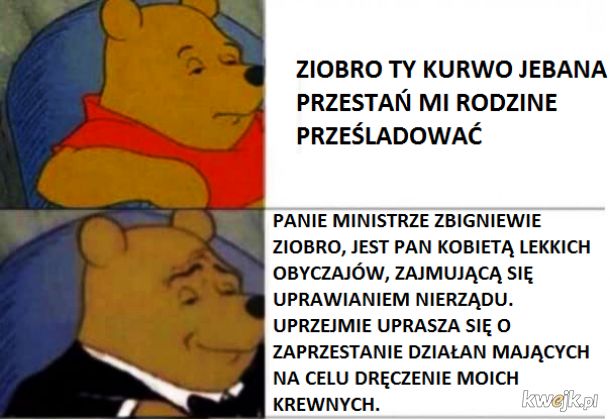 ZIOBRO TY KURWO JEBANA
PRZESTAŃ MI RODZINE
PRZEŚLADOWAĆ
PANIE MINISTRZE ZBIGNIEWIE
ZIOBRO, JEST PAN KOBIETĄ LEKKICH
OBYCZAJÓW, ZAJMUJĄCĄ SIĘ
UPRAWIANIEM NIERZĄDU.
UPRZEJMIE UPRASZA SIĘ O
ZAPRZESTANIE DZIAŁAN MAJĄCYCH
NA CELU DRĘCZENIE MOICH
KREWNYCH.
kwejk.pl